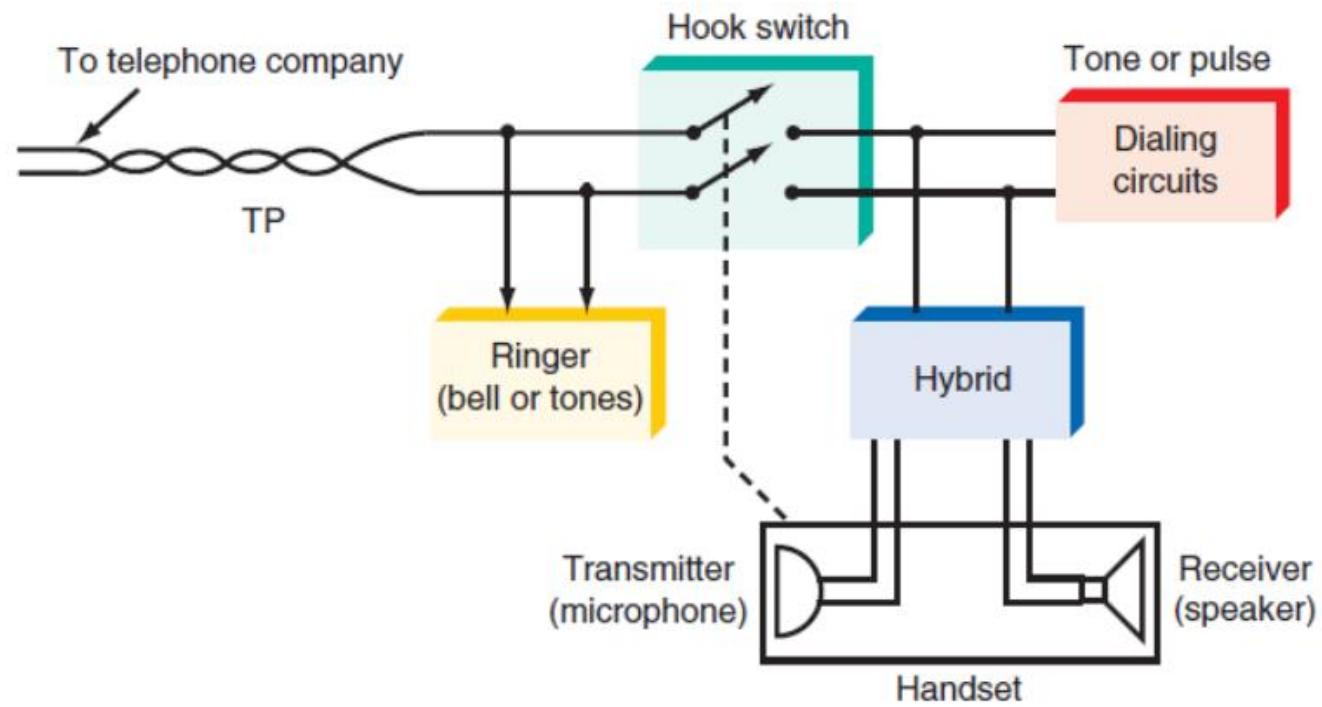 Hook switch
To telephone company
Tone or pulse
Dialing
circuits
TP
Ringer
(bell or tones)
Hybrid
Transmitter
(microphone)
Receiver
(speaker)
Handset